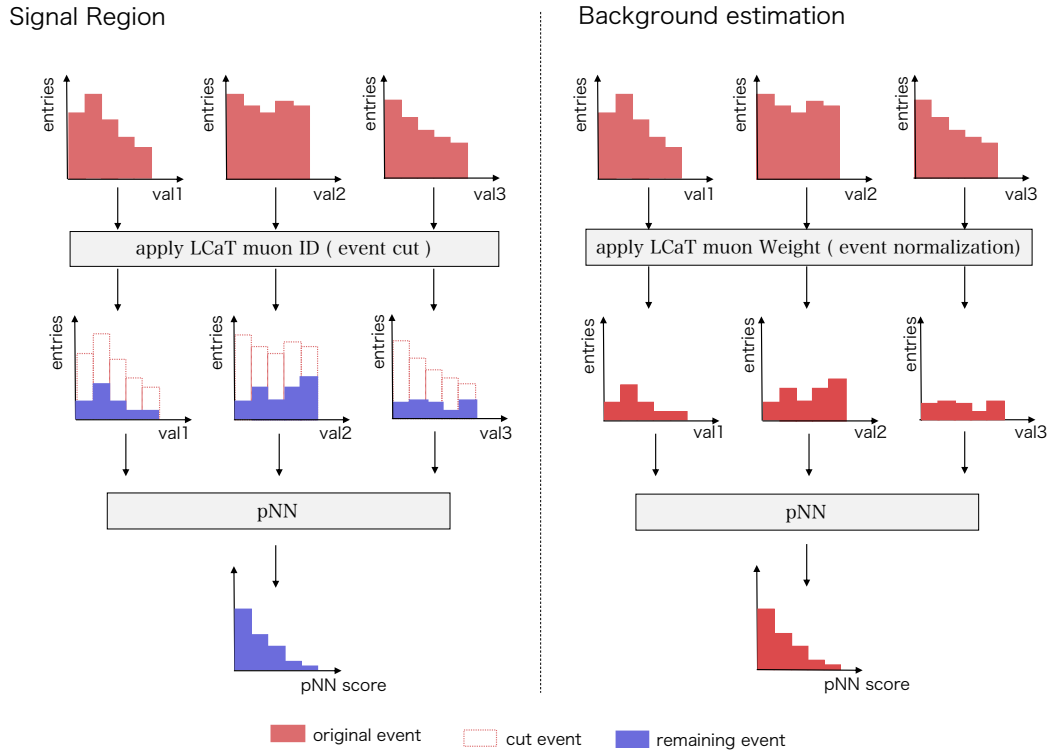 Signal Region
Background estimation
entries
val1
entries
val2
entries
val3
entries
val1
entries
val2
entries
val3
apply LCaT muon ID ( event cut )
apply LCaT muon Weight ( event normalization)
entries
val1
entries
val2
entries
val3
entries
val1
entries
val2
entries
val3
pNN
pNN
pNN score
pNN score
original event
cut event
remaining event